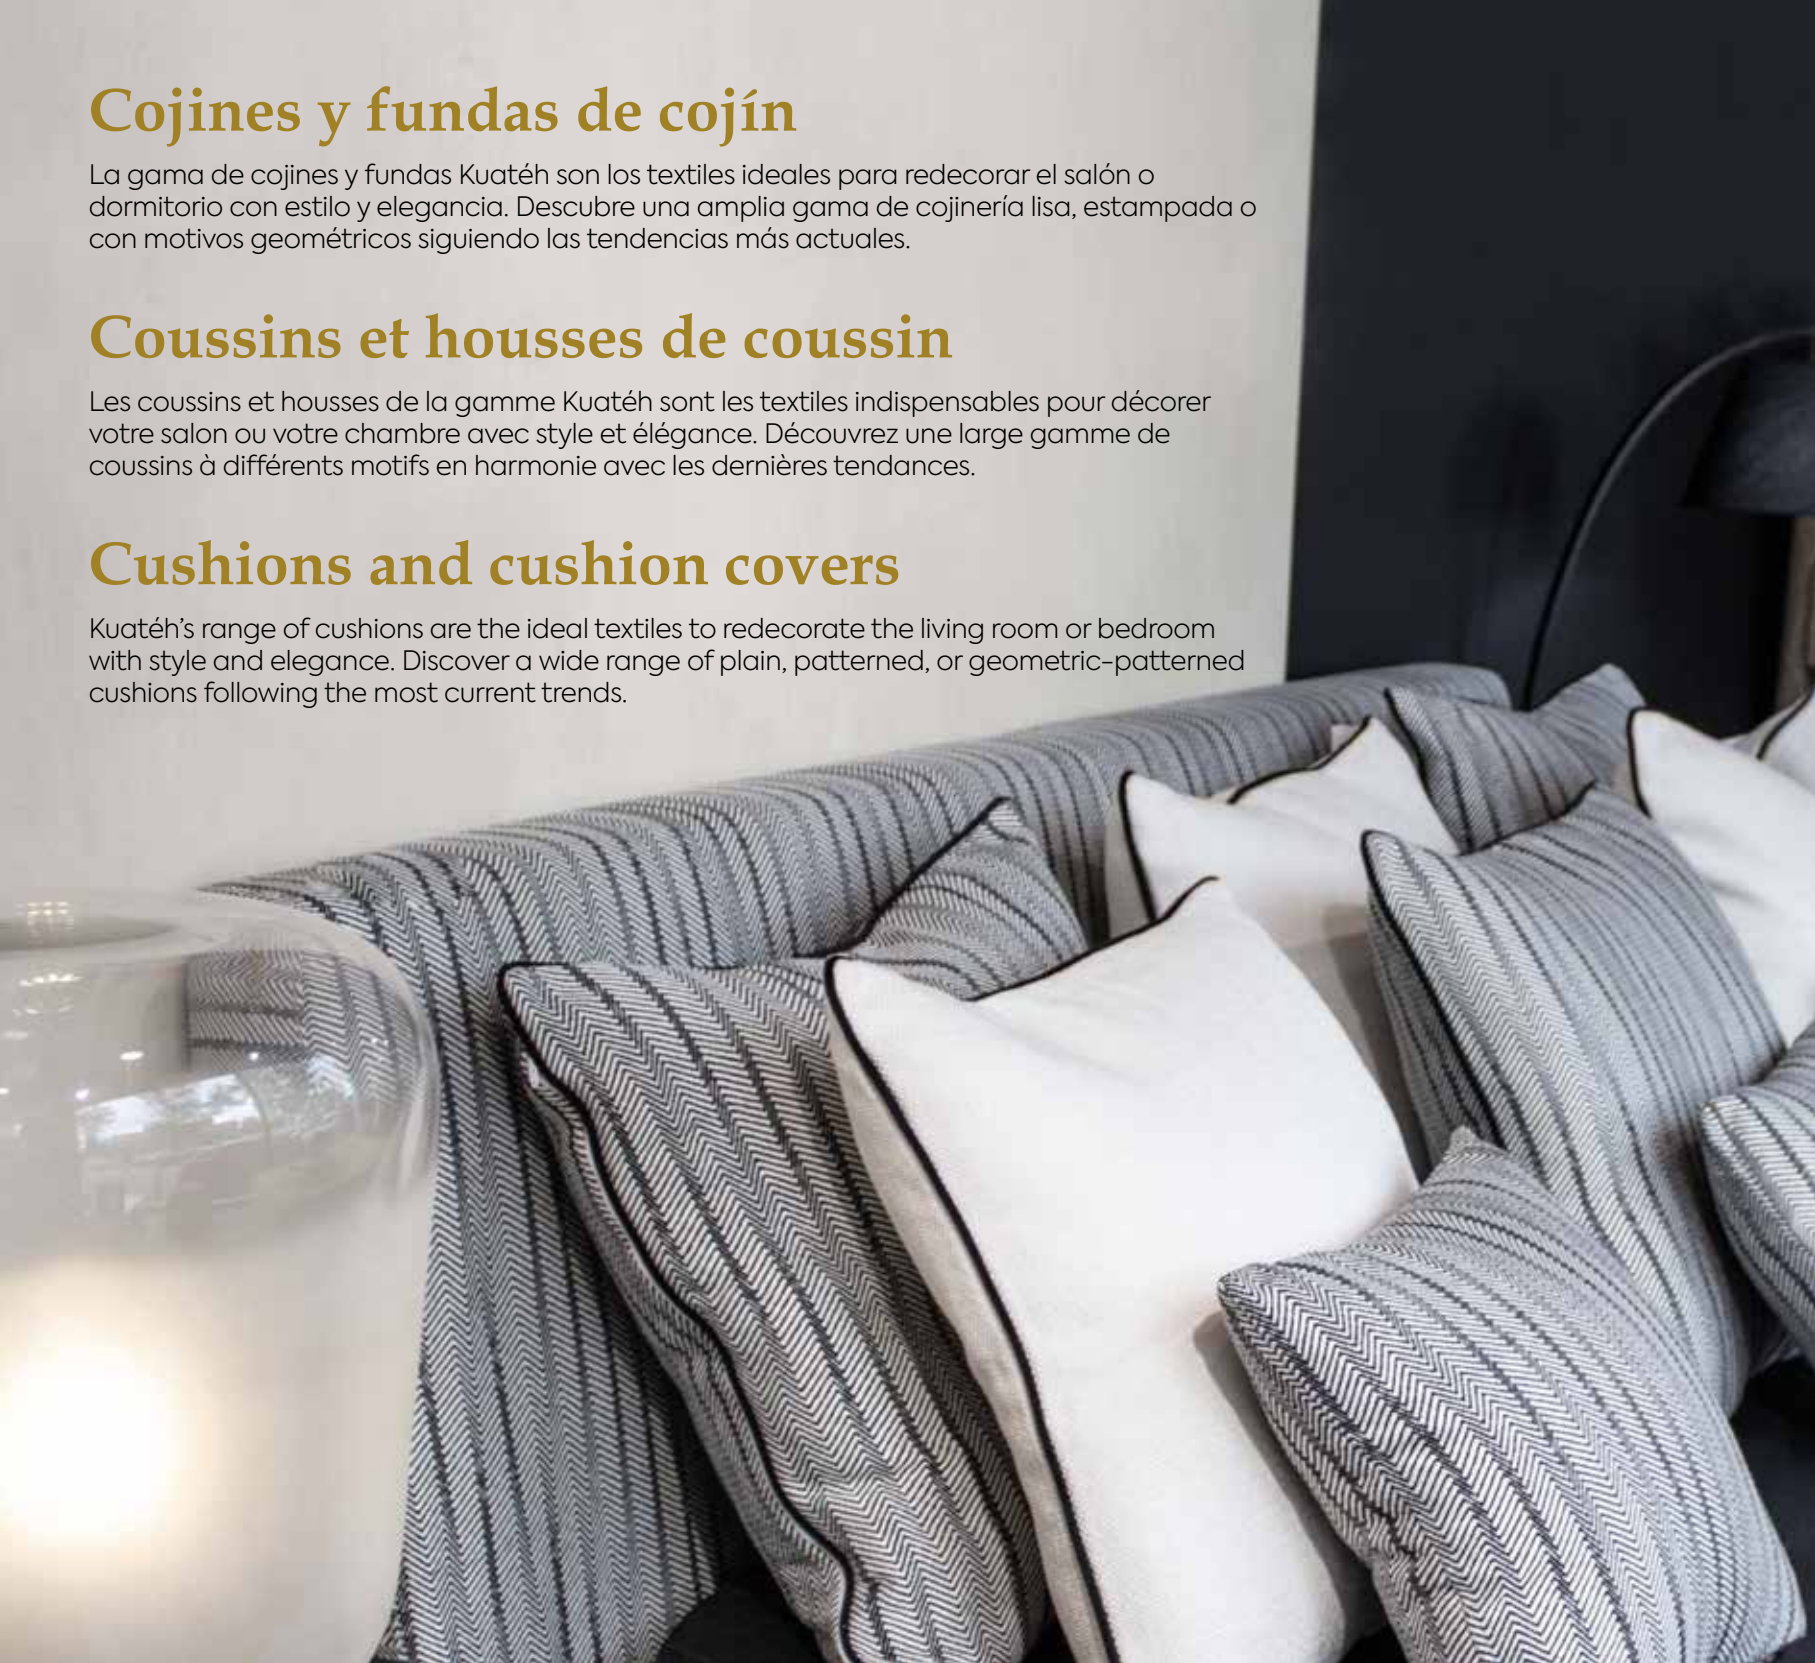 Cojines y fundas de cojín
La gama de cojines y fundas Kuatéh son los textiles ideales para redecorar el salón o
dormitorio con estilo y elegancia. Descubre una amplia gama de cojinería lisa, estampada o
con motivos geométricos siguiendo las tendencias más actuales.
Coussins et housses de coussin
Les coussins et housses de la gamme Kuatéh sont les textiles indispensables pour décorer
votre salon ou votre chambre avec style et élégance. Découvrez une large gamme de
coussins à différents motifs en harmonie avec les dernières tendances.
Cushions and cushion covers
Kuatéh’s range of cushions are the ideal textiles to redecorate the living room or bedroom
with style and elegance. Discover a wide range of plain, patterned, or geometric-patterned
cushions following the most current trends.